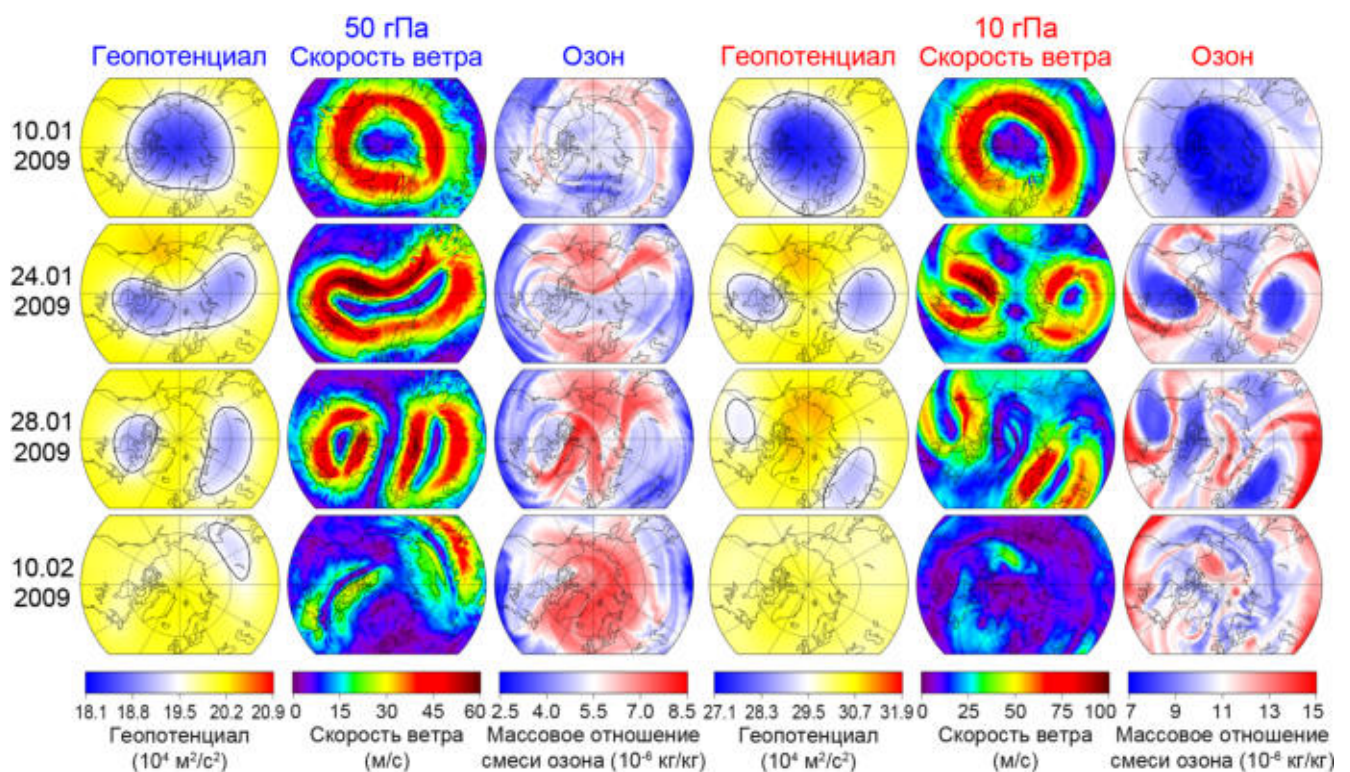 50 гПа 10 гПа
Геопотенциал Скорость ветра Озон Геопотенциал Скорость ветра Озон
10.01
2009
24.01
2009
28.01
2009
10.02
2009
18.1 18.8 19.5 20.2 20.9 0 15 30 45 60 2.5 4.0 5.5 7.0 8.5 27.1 28.3 29.5 30.7 31.9 0 25 50 75 100 7 9 11 13 15
Геопотенциал Скорость ветра Массовое отношение Геопотенциал Скорость ветра Массовое отношение
(10⁴ м²/с²) (м/с) смеси озона (10⁻⁶ кг/кг) (10⁴ м²/с²) (м/с) смеси озона (10⁻⁶ кг/кг)